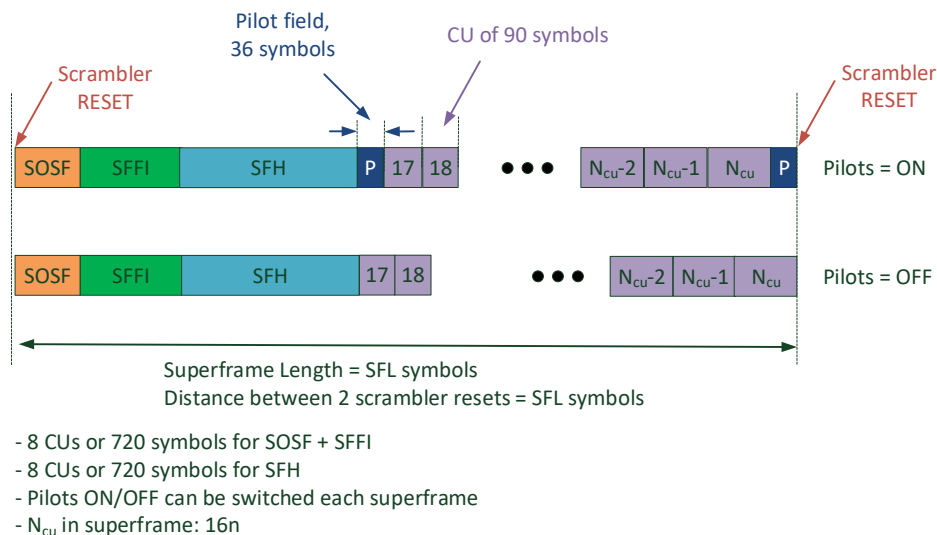 Pilot field,
36 symbols
CU of 90 symbols
Scrambler
RESET
Scrambler
RESET
SOSF SFFI SFH P 17 18 ••• N_cu-2 N_cu-1 N_cu P Pilots = ON
SOSF SFFI SFH 17 18 ••• N_cu-2 N_cu-1 N_cu Pilots = OFF
Superframe Length = SFL symbols
Distance between 2 scrambler resets = SFL symbols
- 8 CUs or 720 symbols for SOSF + SFFI
- 8 CUs or 720 symbols for SFH
- Pilots ON/OFF can be switched each superframe
- N_cu in superframe: 16n